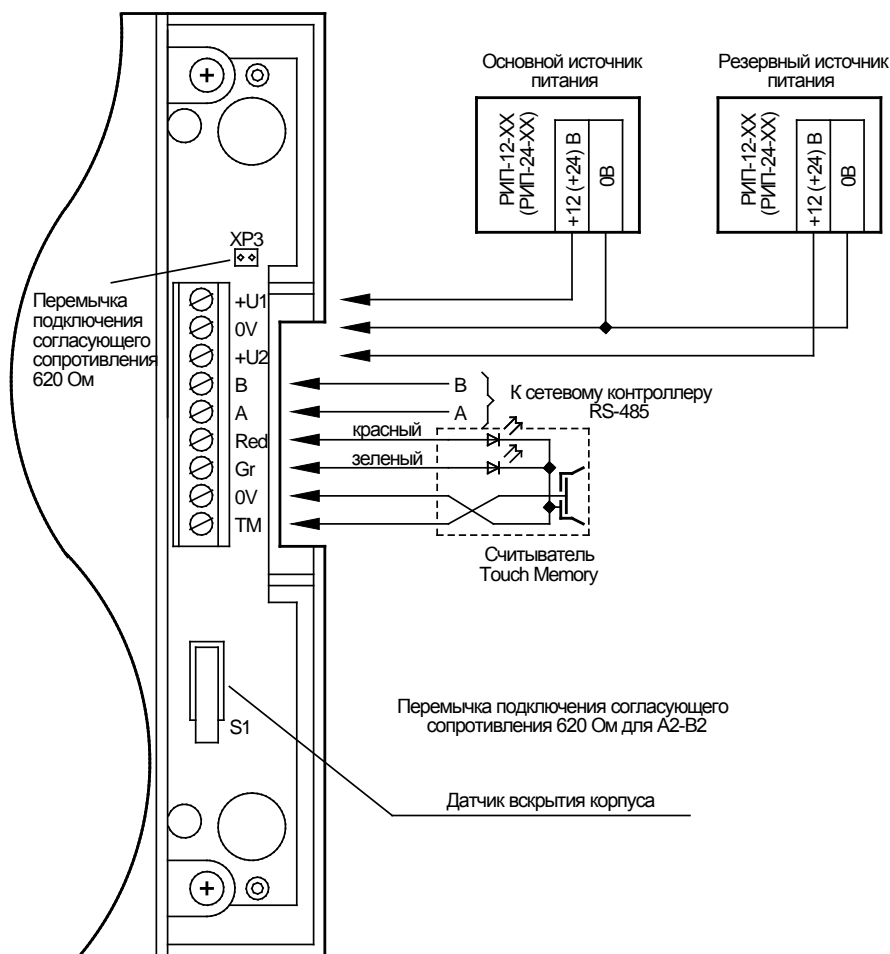 Основной источник
питания
Резервный источник
питания
РИП-12-ХХ
(РИП-24-ХХ)
+12 (+24) В
0В
РИП-12-ХХ
(РИП-24-ХХ)
+12 (+24) В
0В
XP3
Перемычка
подключения
согласующего
сопротивления
620 Ом
+U1
0V
+U2
B
A
Red
Gr
0V
TM
B
A
К сетевому контроллеру
RS-485
красный
зеленый
Считыватель
Touch Memory
S1
Перемычка подключения согласующего
сопротивления 620 Ом для А2-В2
Датчик вскрытия корпуса